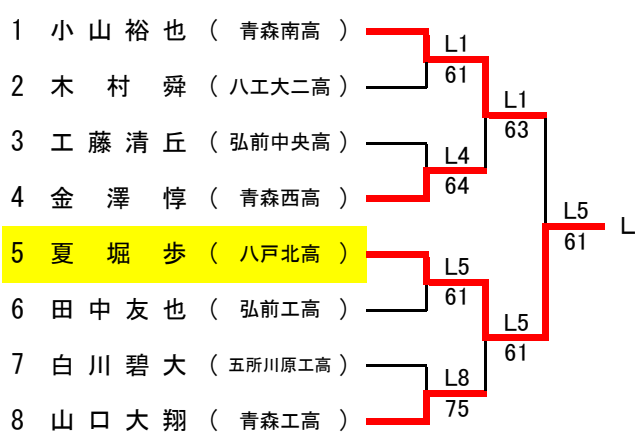 1 小山裕也 （ 青森南高 ）
2 木村舜 （ 八工大二高 ）
3 工藤清丘 （ 弘前中央高 ）
4 金澤惇 （ 青森西高 ）
5 夏堀歩 （ 八戸北高 ）
6 田中友也 （ 弘前工高 ）
7 白川碧大 （ 五所川原工高 ）
8 山口大翔 （ 青森工高 ）
L1
61
L4
64
L5
61
L8
75
L1
63
L5
61
L5
61
L